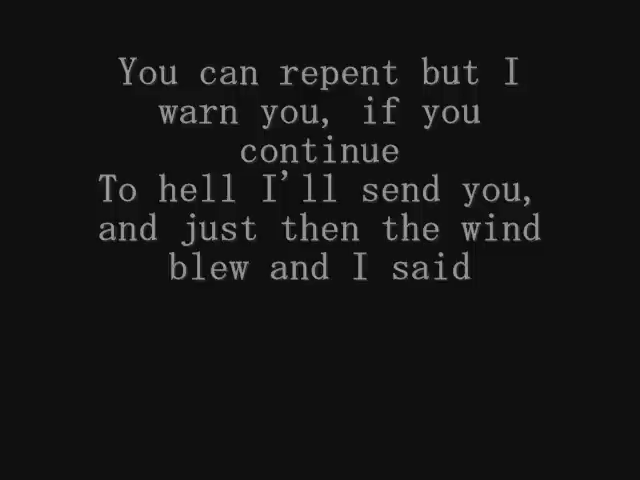 You can repent but I
warn you, if you
continue
To hell I'll send you,
and just then the wind
blew and I said